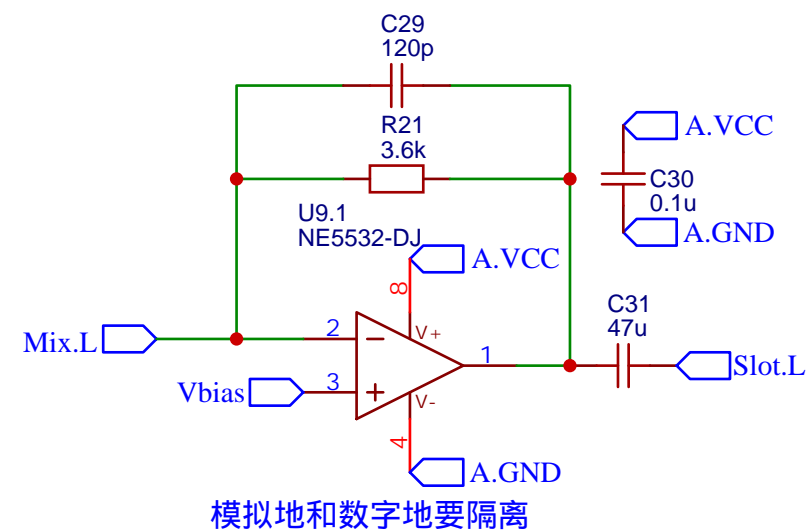 C29
120p
R21
3.6k
A.VCC
C30
0.1u
A.GND
U9.1
NE5532-DJ
A.VCC
8
V+
Mix.L
2
1
C31
47u
Slot.L
Vbias
3
V-
4
A.GND
模拟地和数字地要隔离